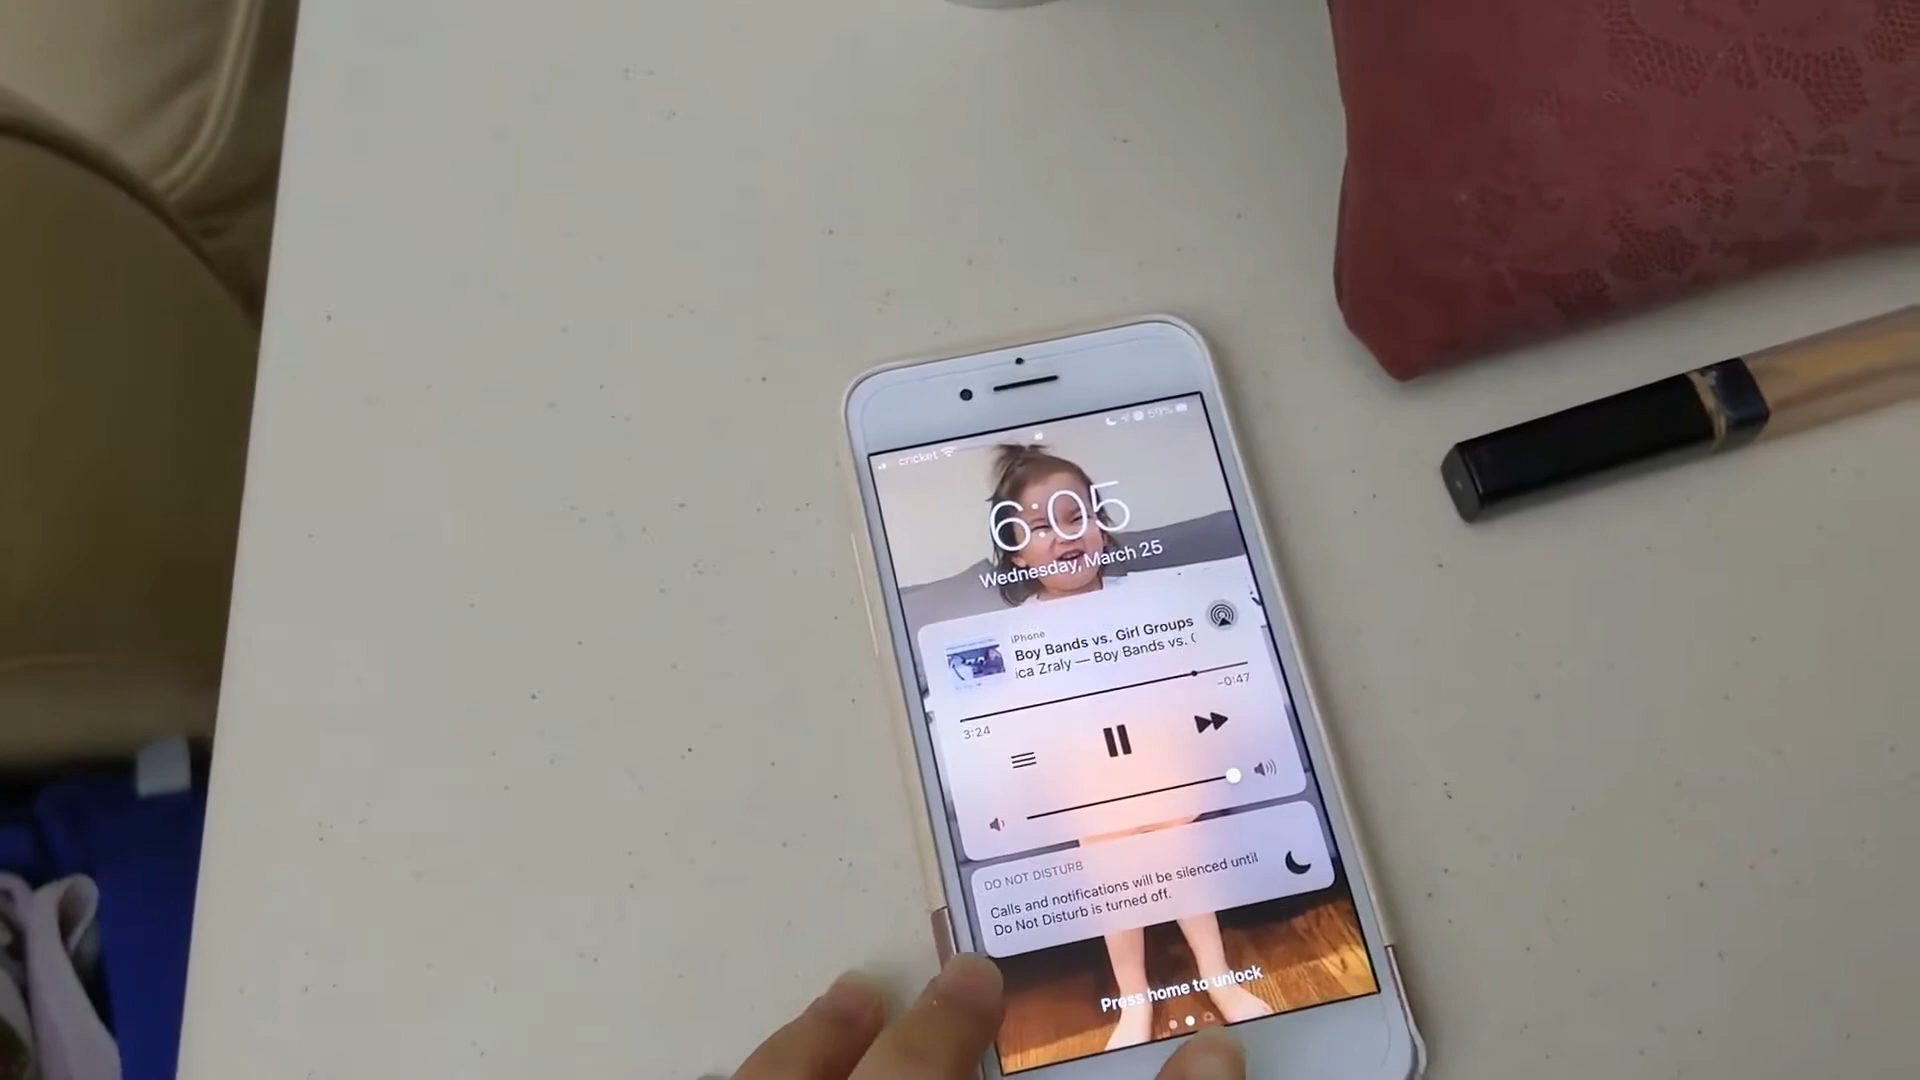 cricket
59%
6:05
Wednesday, March 25
iPhone
Boy Bands vs. Girl Groups
ica Zraly — Boy Bands vs. (
3:24
-0:47
DO NOT DISTURB
Calls and notifications will be silenced until
Do Not Disturb is turned off.
Press home to unlock